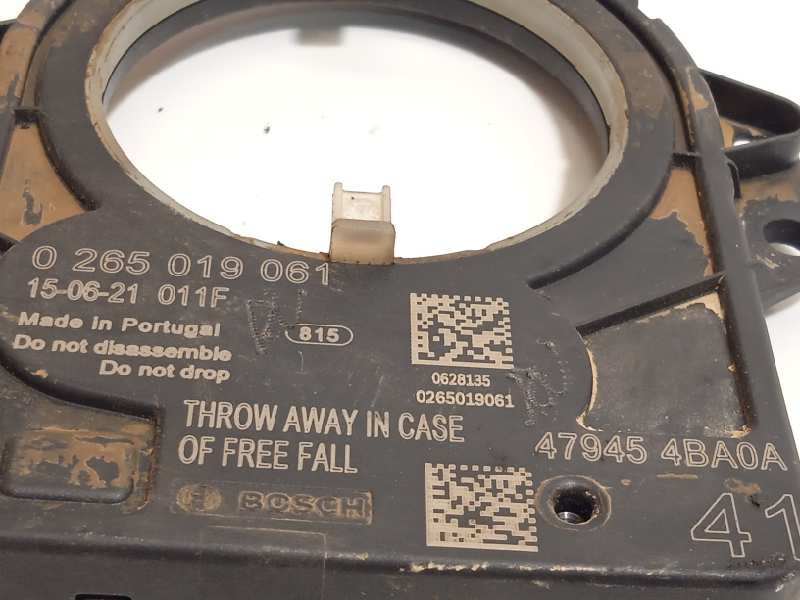 0 265 019 061
15-06-21 011F
Made in Portugal
815
Do not disassemble
Do not drop
0628135
0265019061
THROW AWAY IN CASE
OF FREE FALL
47945 4BA0A
BOSCH
41